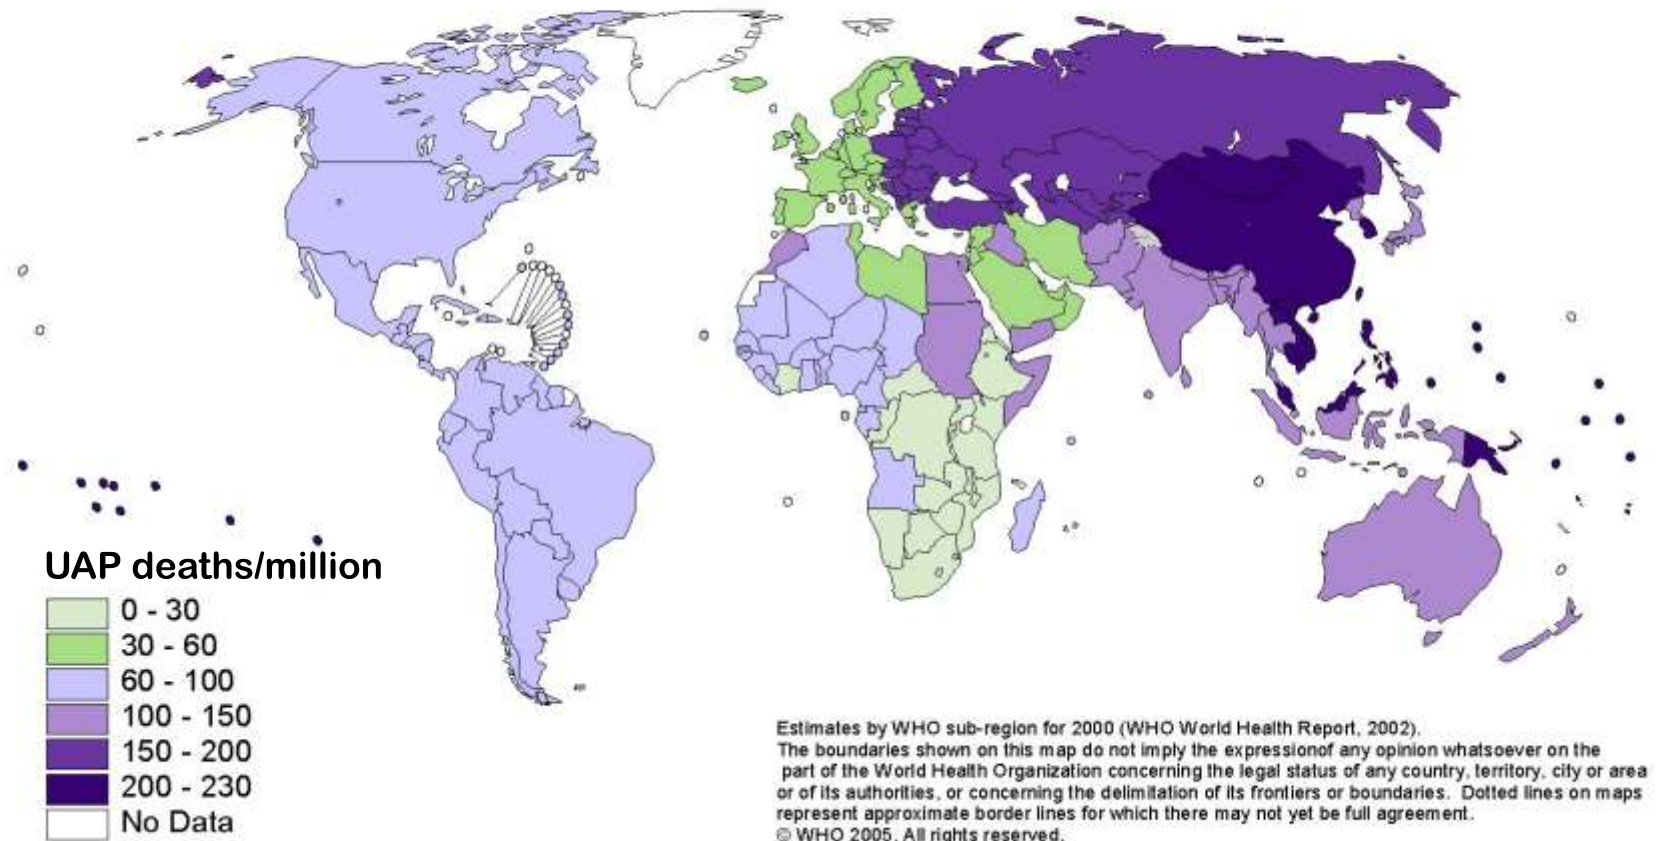 UAP deaths/million
0 - 30
30 - 60
60 - 100
100 - 150
150 - 200
200 - 230
No Data
Estimates by WHO sub-region for 2000 (WHO World Health Report, 2002).
The boundaries shown on this map do not imply the expressionof any opinion whatsoever on the
part of the World Health Organization concerning the legal status of any country, territory, city or area
or of its authorities, or concerning the delimitation of its frontiers or boundaries. Dotted lines on maps
represent approximate border lines for which there may not yet be full agreement.
© WHO 2005. All rights reserved.